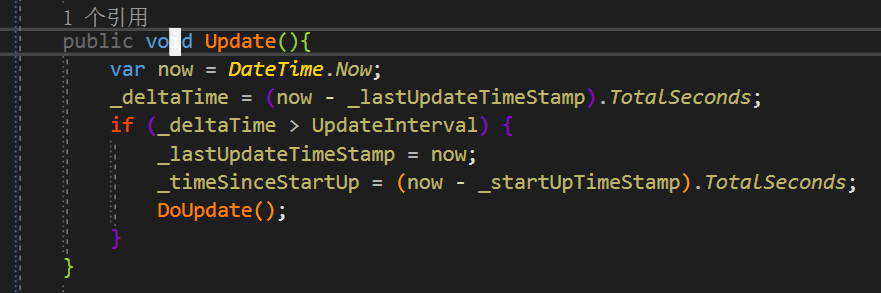 1 个引用
public void Update(){
var now = DateTime.Now;
_deltaTime = (now - _lastUpdateTimeStamp).TotalSeconds;
if (_deltaTime > UpdateInterval) {
_lastUpdateTimeStamp = now;
_timeSinceStartUp = (now - _startUpTimeStamp).TotalSeconds;
DoUpdate();
}
}